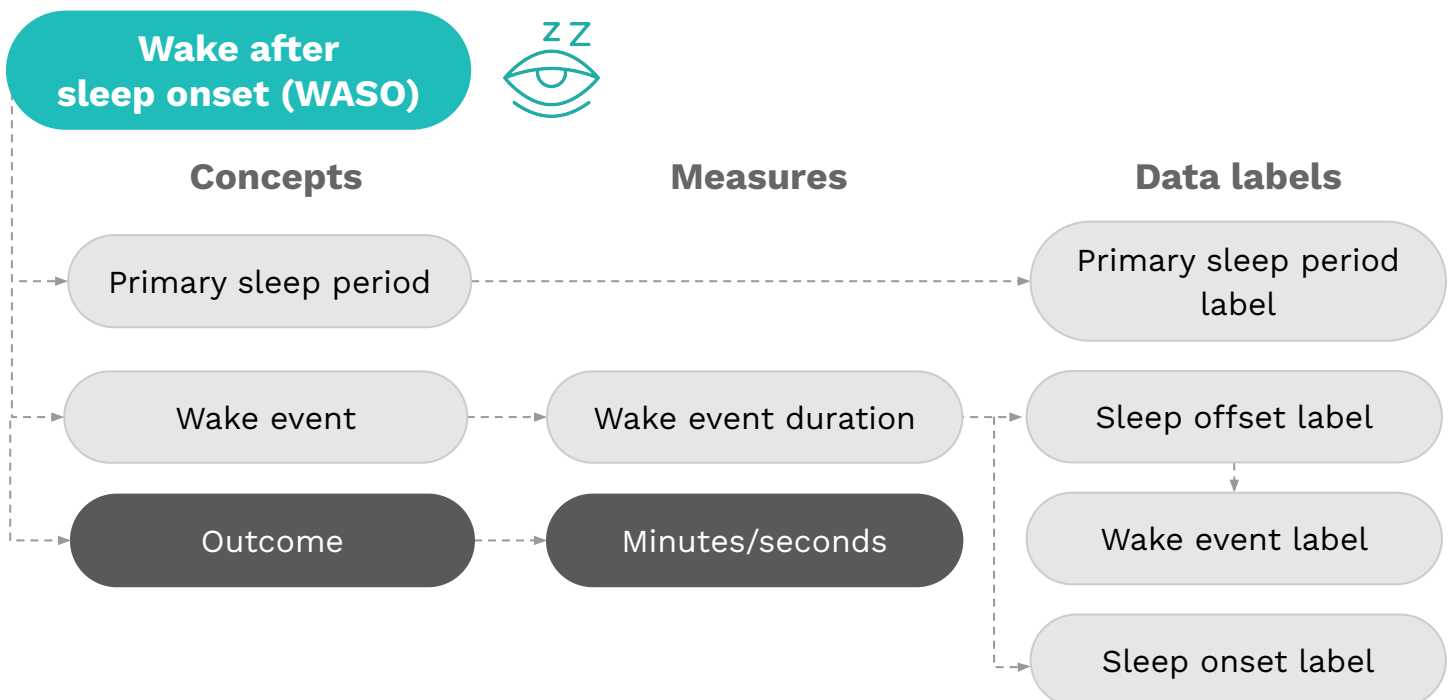 Wake after
sleep onset (WASO)
z Z
Concepts
Measures
Data labels
Primary sleep period
Primary sleep period
label
Wake event
Wake event duration
Sleep offset label
Outcome
Minutes/seconds
Wake event label
Sleep onset label